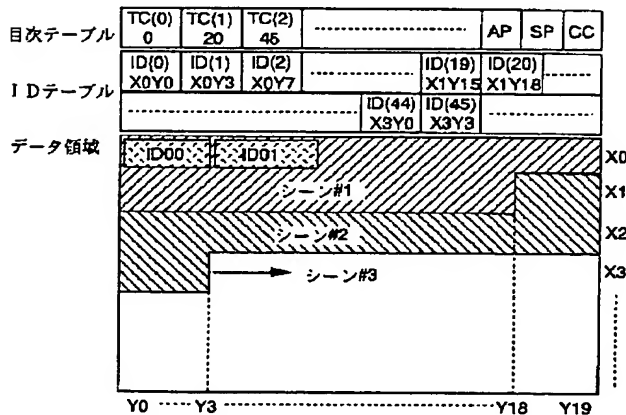 目次テーブル TC(0) TC(1) TC(2) AP SP CC
0 20 45
IDテーブル ID(0) ID(1) ID(2) ID(19) ID(20)
X0Y0 X0Y3 X0Y7 X1Y15 X1Y18
ID(44) ID(45)
X3Y0 X3Y3
データ領域 ID00 ID01 X0
シーン#1 X1
シーン#2 X2
シーン#3 X3
Y0 Y3 Y18 Y19